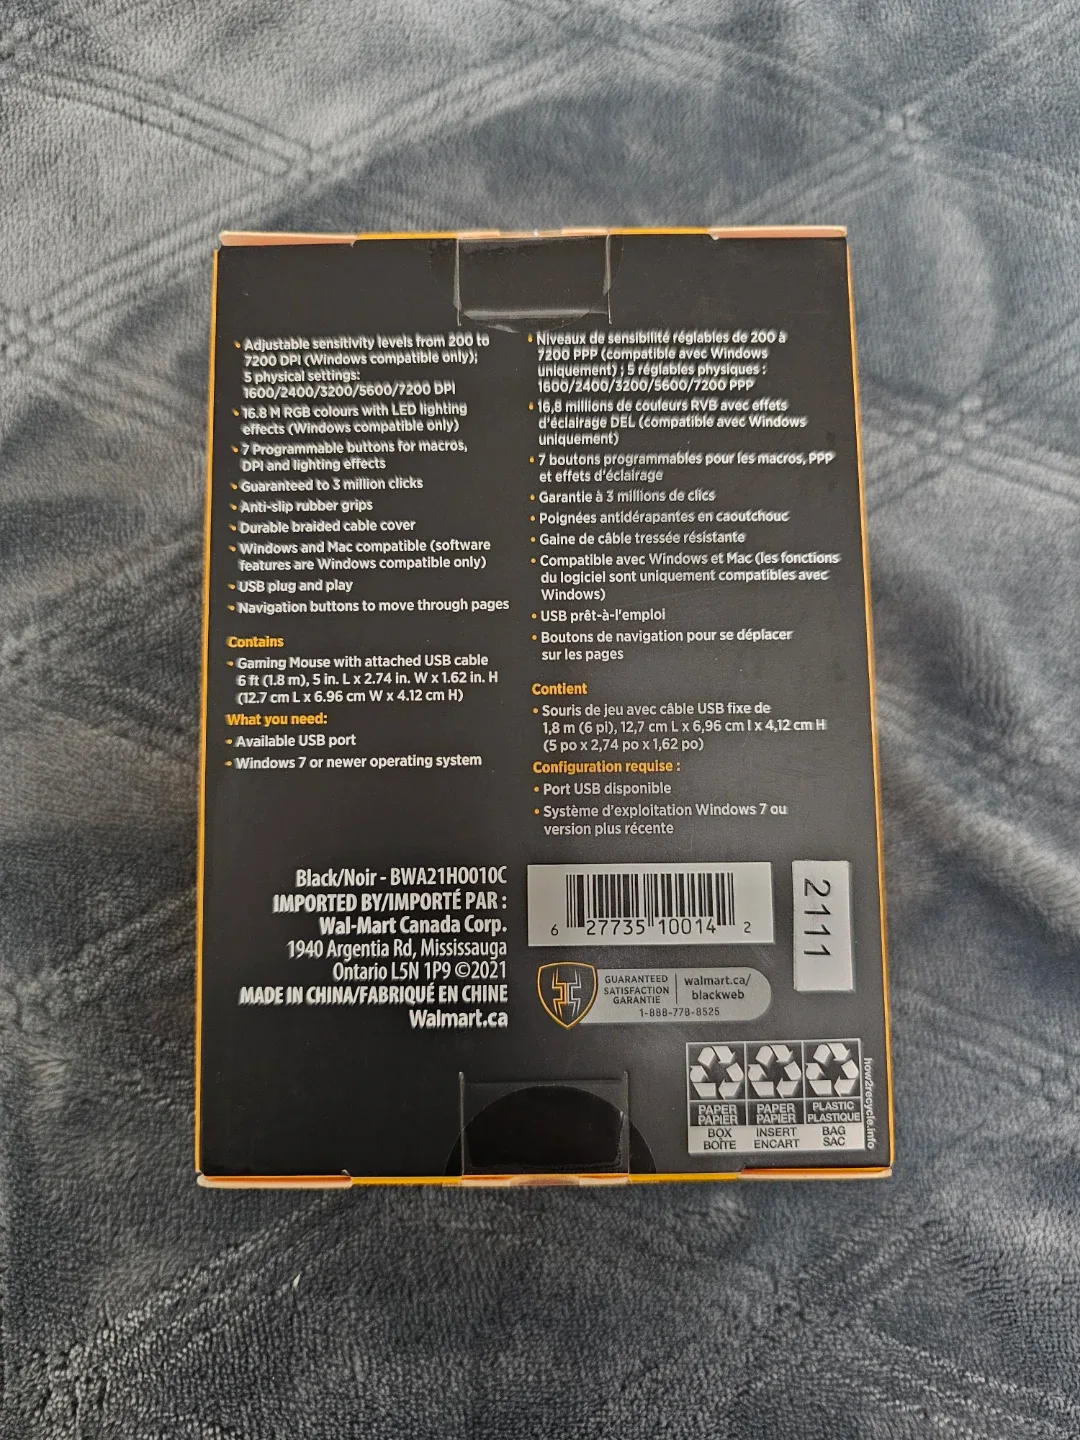 • Adjustable sensitivity levels from 200 to
7200 DPI (Windows compatible only);
5 physical settings:
1600/2400/3200/5600/7200 DPI
• 16.8 M RGB colours with LED lighting
effects (Windows compatible only)
• 7 Programmable buttons for macros,
DPI and lighting effects
• Guaranteed to 3 million clicks
• Anti-slip rubber grips
• Durable braided cable cover
• Windows and Mac compatible (software
features are Windows compatible only)
• USB plug and play
• Navigation buttons to move through pages
Contains
• Gaming Mouse with attached USB cable
6 ft (1.8 m), 5 in. L x 2.74 in. W x 1.62 in. H
(12.7 cm L x 6.96 cm W x 4.12 cm H)
What you need:
• Available USB port
• Windows 7 or newer operating system
• Niveaux de sensibilité réglables de 200 à
7200 PPP (compatible avec Windows
uniquement) ; 5 réglables physiques :
1600/2400/3200/5600/7200 PPP
• 16,8 millions de couleurs RVB avec effets
d'éclairage DEL (compatible avec Windows
uniquement)
• 7 boutons programmables pour les macros, PPP
et effets d'éclairage
• Garantie à 3 millions de clics
• Poignées antidérapantes en caoutchouc
• Gaine de câble tressée résistante
• Compatible avec Windows et Mac (les fonctions
du logiciel sont uniquement compatibles avec
Windows)
• USB prêt-à-l'emploi
• Boutons de navigation pour se déplacer
sur les pages
Contient
• Souris de jeu avec câble USB fixe de
1,8 m (6 pi), 12,7 cm L x 6,96 cm l x 4,12 cm H
(5 po x 2,74 po x 1,62 po)
Configuration requise :
• Port USB disponible
• Système d'exploitation Windows 7 ou
version plus récente
Black/Noir - BWA21HO010C
IMPORTED BY/IMPORTÉ PAR :
Wal-Mart Canada Corp.
1940 Argentia Rd, Mississauga
Ontario L5N 1P9 ©2021
MADE IN CHINA/FABRIQUÉ EN CHINE
Walmart.ca
6 27735 10014 2
2111
GUARANTEED
SATISFACTION
GARANTIE
walmart.ca/
blackweb
1-888-778-8525
PAPER
PAPIER
BOX
BOÎTE
PAPER
PAPIER
INSERT
ENCART
PLASTIC
PLASTIQUE
BAG
SAC
how2recycle.info